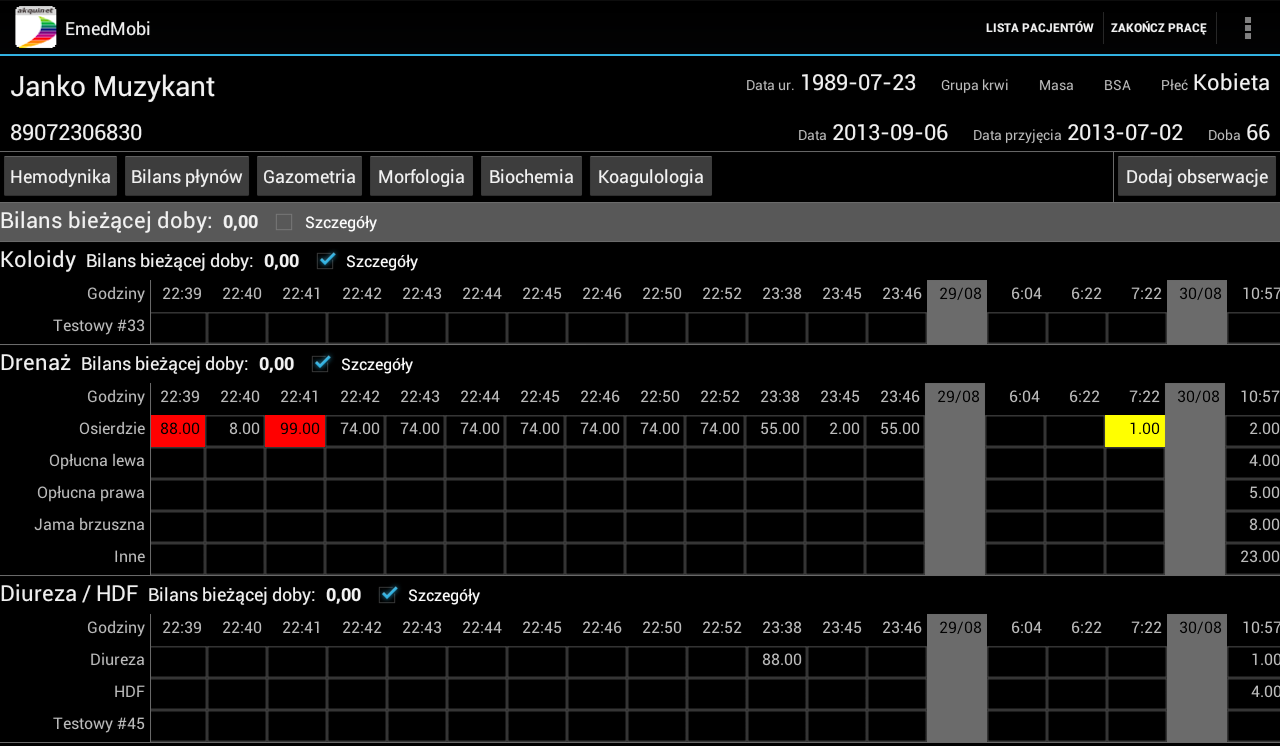 akquinet
EmedMobi LISTA PACJENTÓW ZAKOŃCZ PRACĘ
Janko Muzykant Data ur. 1989-07-23 Grupa krwi Masa BSA Płeć Kobieta
89072306830 Data 2013-09-06 Data przyjęcia 2013-07-02 Doba 66
Hemodynika Bilans płynów Gazometria Morfologia Biochemia Koagulologia Dodaj obserwacje
Bilans bieżącej doby: 0,00 Szczegóły
Koloidy Bilans bieżącej doby: 0,00 Szczegóły
Godziny 22:39 22:40 22:41 22:42 22:43 22:44 22:45 22:46 22:50 22:52 23:38 23:45 23:46 29/08 6:04 6:22 7:22 30/08 10:57
Testowy #33
Drenaż Bilans bieżącej doby: 0,00 Szczegóły
Godziny 22:39 22:40 22:41 22:42 22:43 22:44 22:45 22:46 22:50 22:52 23:38 23:45 23:46 29/08 6:04 6:22 7:22 30/08 10:57
Osierdzie 88.00 8.00 99.00 74.00 74.00 74.00 74.00 74.00 74.00 74.00 55.00 2.00 55.00 1.00 2.00
Opłucna lewa 4.00
Opłucna prawa 5.00
Jama brzuszna 8.00
Inne 23.00
Diureza / HDF Bilans bieżącej doby: 0,00 Szczegóły
Godziny 22:39 22:40 22:41 22:42 22:43 22:44 22:45 22:46 22:50 22:52 23:38 23:45 23:46 29/08 6:04 6:22 7:22 30/08 10:57
Diureza 88.00 1.00
HDF 4.00
Testowy #45